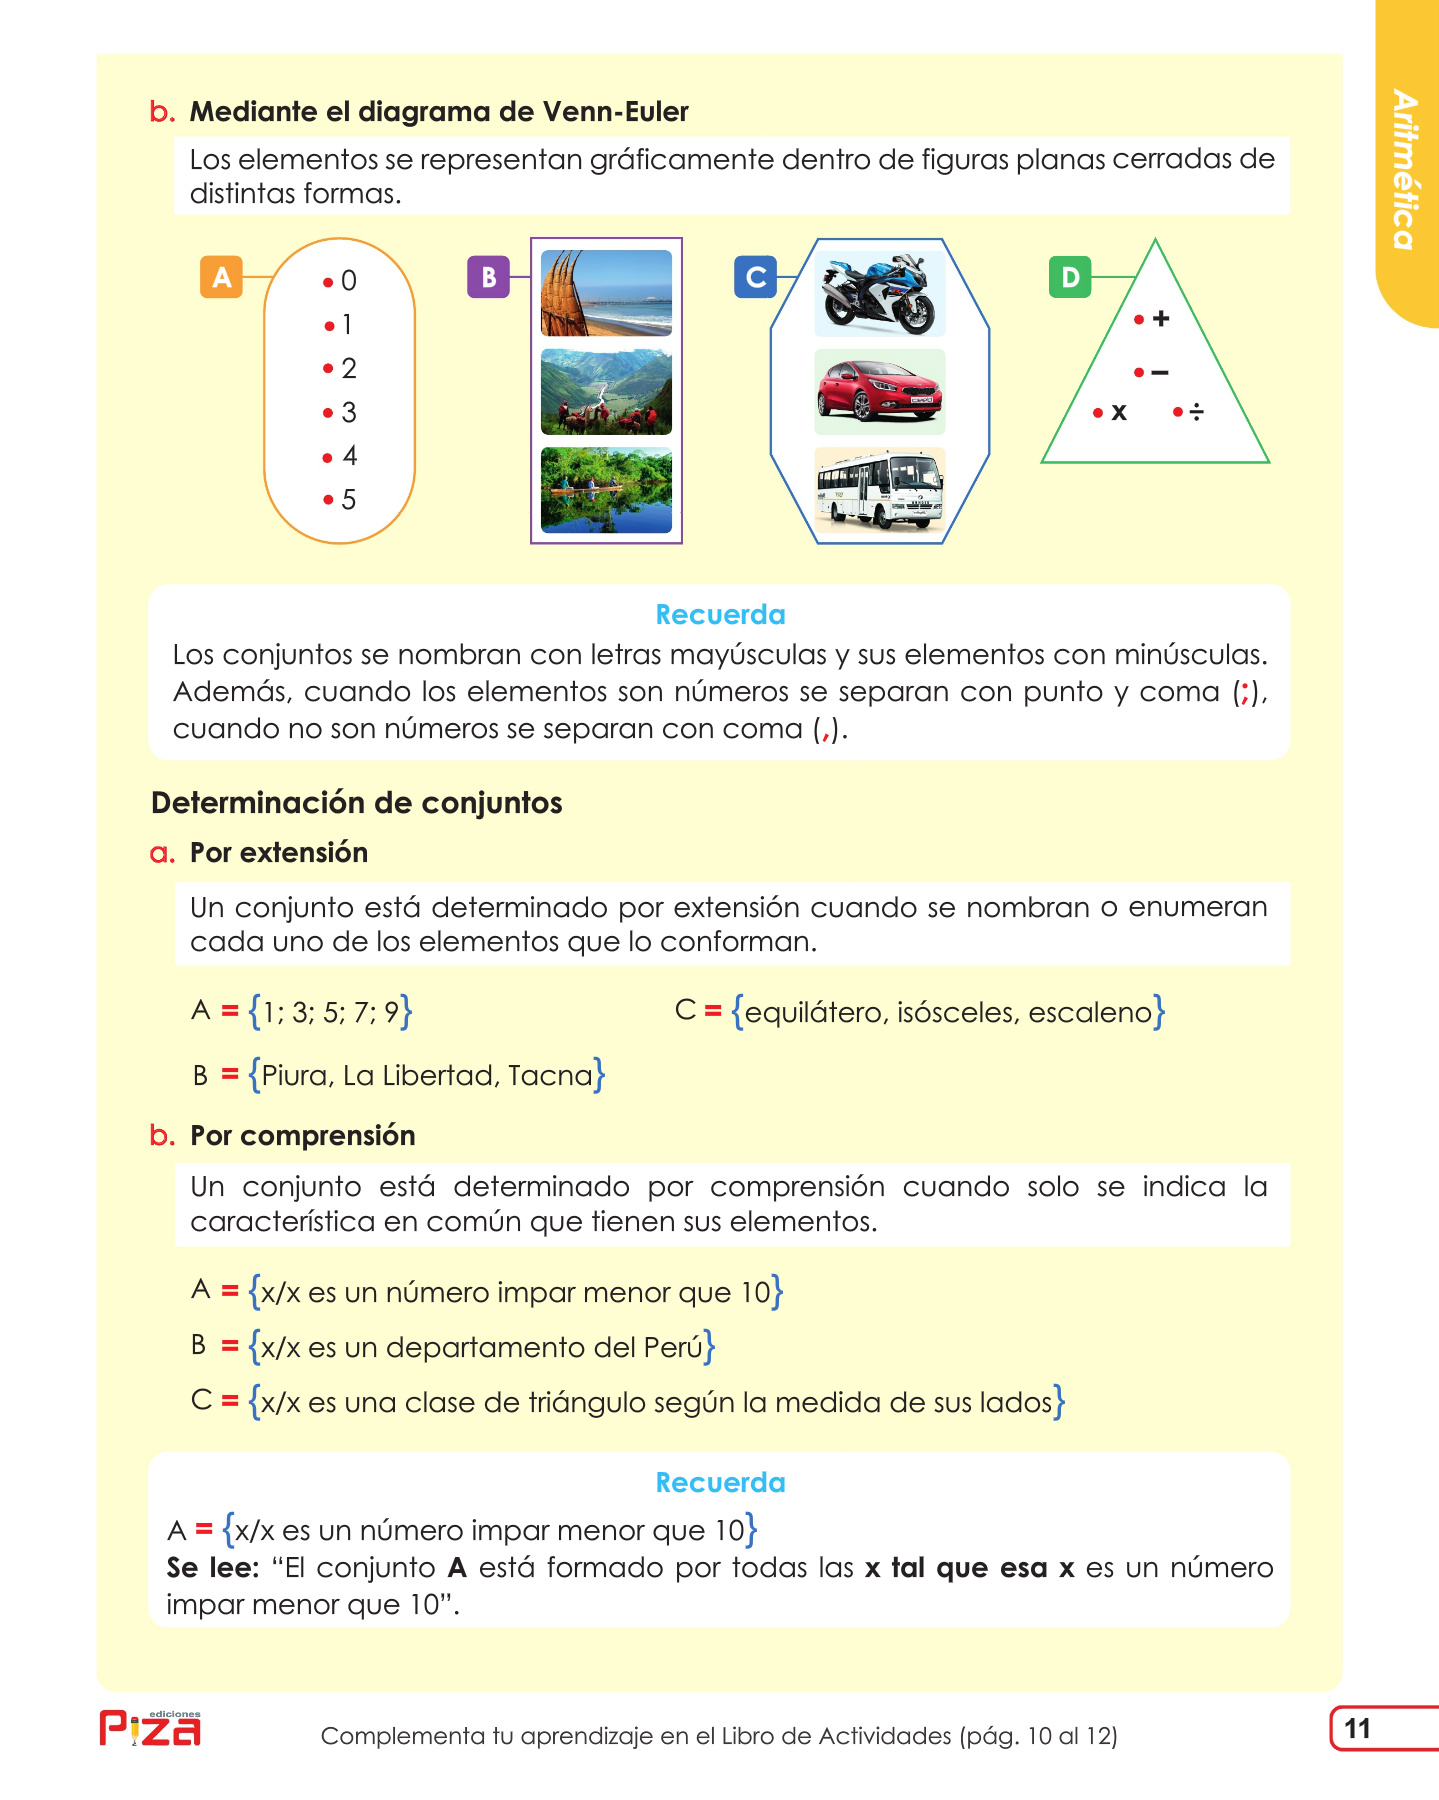 Aritmética
b. Mediante el diagrama de Venn-Euler
Los elementos se representan gráficamente dentro de figuras planas cerradas de
distintas formas.
A
• 0
• 1
• 2
• 3
• 4
• 5
B
C
D
• +
• –
• x • ÷
Recuerda
Los conjuntos se nombran con letras mayúsculas y sus elementos con minúsculas.
Además, cuando los elementos son números se separan con punto y coma (;),
cuando no son números se separan con coma (,).
Determinación de conjuntos
a. Por extensión
Un conjunto está determinado por extensión cuando se nombran o enumeran
cada uno de los elementos que lo conforman.
A = {1; 3; 5; 7; 9}
C = {equilátero, isósceles, escaleno}
B = {Piura, La Libertad, Tacna}
b. Por comprensión
Un conjunto está determinado por comprensión cuando solo se indica la
característica en común que tienen sus elementos.
A = {x/x es un número impar menor que 10}
B = {x/x es un departamento del Perú}
C = {x/x es una clase de triángulo según la medida de sus lados}
Recuerda
A = {x/x es un número impar menor que 10}
Se lee: “El conjunto A está formado por todas las x tal que esa x es un número
impar menor que 10”.
ediciones
Piza
Complementa tu aprendizaje en el Libro de Actividades (pág. 10 al 12)
11